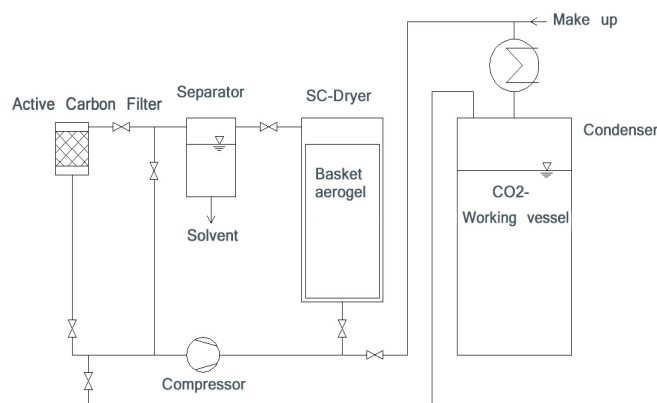 Make up
Separator
SC-Dryer
Active Carbon Filter
Condenser
Basket
aerogel
CO2-
Working vessel
Solvent
Compressor